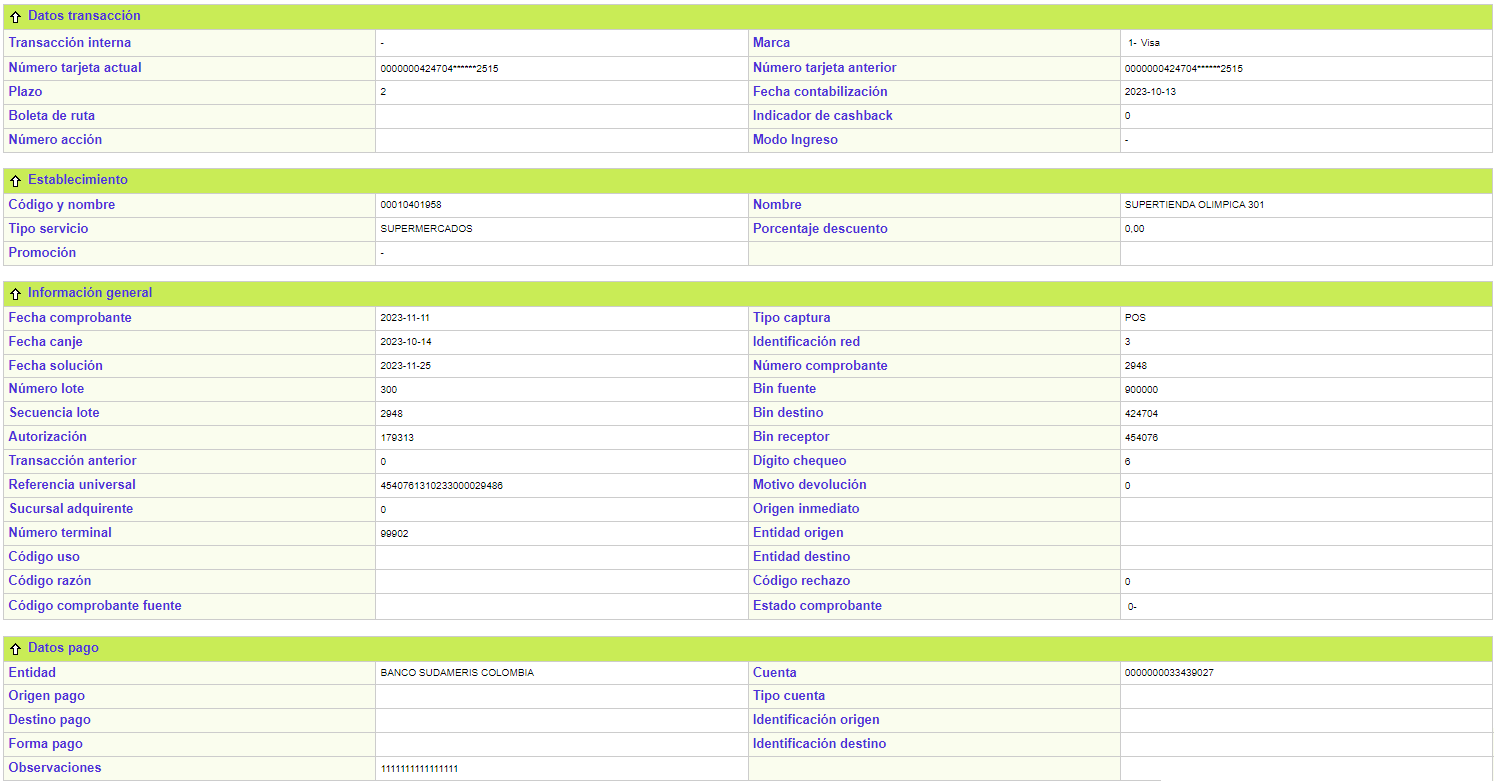 Datos transacción
Transacción interna - Marca 1- Visa
Número tarjeta actual 0000000424704******2515 Número tarjeta anterior 0000000424704******2515
Plazo 2 Fecha contabilización 2023-10-13
Boleta de ruta Indicador de cashback 0
Número acción Modo Ingreso -
Establecimiento
Código y nombre 00010401958 Nombre SUPERTIENDA OLIMPICA 301
Tipo servicio SUPERMERCADOS Porcentaje descuento 0,00
Promoción -
Información general
Fecha comprobante 2023-11-11 Tipo captura POS
Fecha canje 2023-10-14 Identificación red 3
Fecha solución 2023-11-25 Número comprobante 2948
Número lote 300 Bin fuente 900000
Secuencia lote 2948 Bin destino 424704
Autorización 179313 Bin receptor 454076
Transacción anterior 0 Dígito chequeo 6
Referencia universal 4540761310233000029486 Motivo devolución 0
Sucursal adquirente 0 Origen inmediato
Número terminal 99902 Entidad origen
Código uso Entidad destino
Código razón Código rechazo 0
Código comprobante fuente Estado comprobante 0-
Datos pago
Entidad BANCO SUDAMERIS COLOMBIA Cuenta 0000000033439027
Origen pago Tipo cuenta
Destino pago Identificación origen
Forma pago Identificación destino
Observaciones 1111111111111111